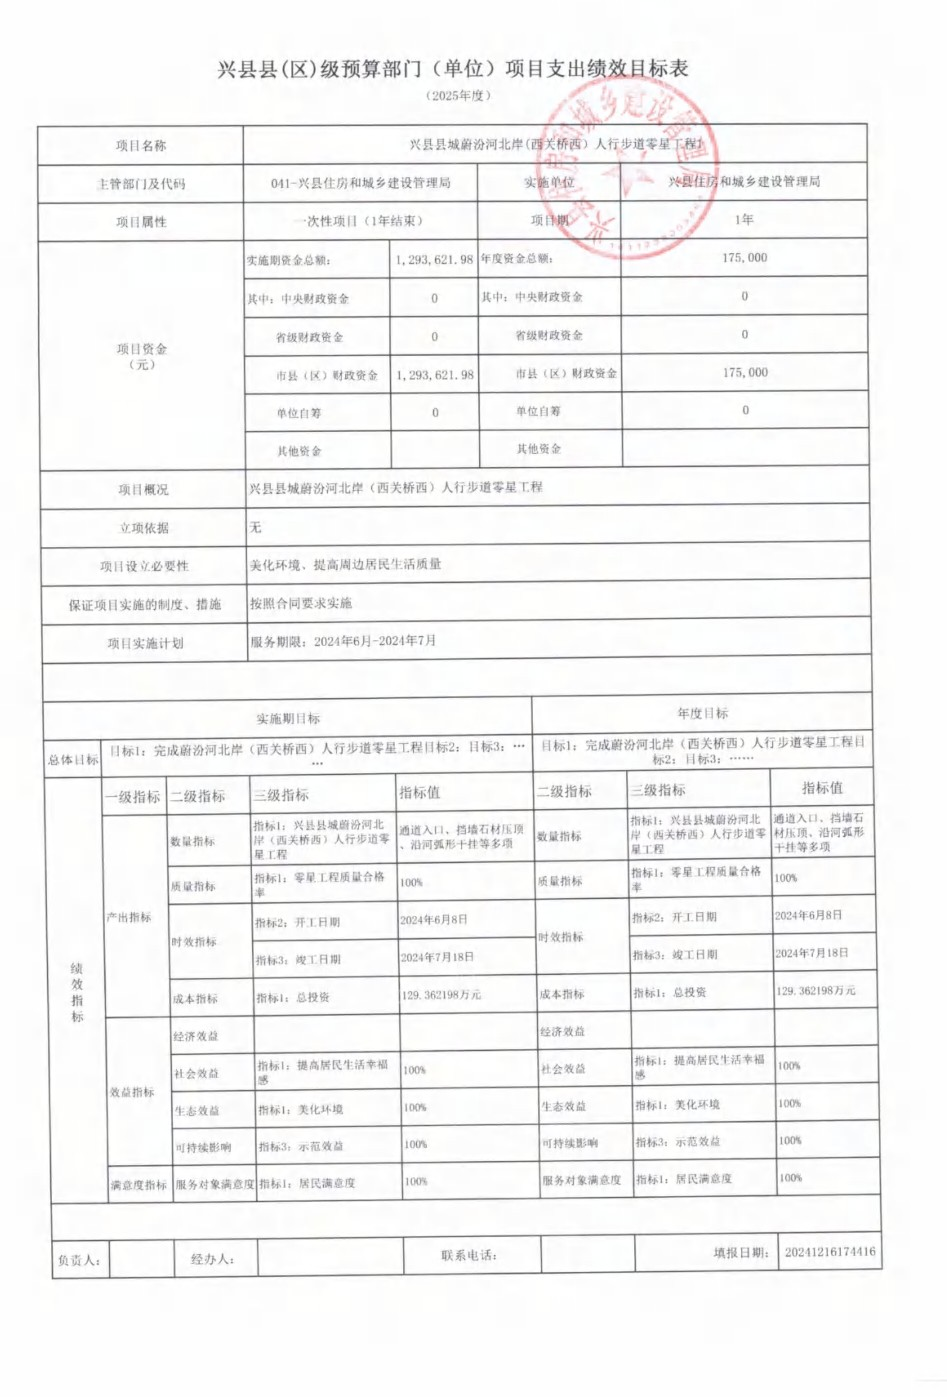 兴县县(区)级预算部门（单位）项目支出绩效目标表
（2025年度）
项目名称 兴县县城蔚汾河北岸(西关桥西）人行步道零星工程1
主管部门及代码 041-兴县住房和城乡建设管理局 实施单位 兴县住房和城乡建设管理局
项目属性 一次性项目（1年结束） 项目期 1年
项目资金
（元）
实施期资金总额： 1,293,621.98 年度资金总额： 175,000
其中：中央财政资金 0 其中：中央财政资金 0
省级财政资金 0 省级财政资金 0
市县（区）财政资金 1,293,621.98 市县（区）财政资金 175,000
单位自筹 0 单位自筹 0
其他资金 其他资金
项目概况 兴县县城蔚汾河北岸（西关桥西）人行步道零星工程
立项依据 无
项目设立必要性 美化环境、提高周边居民生活质量
保证项目实施的制度、措施 按照合同要求实施
项目实施计划 服务期限：2024年6月-2024年7月
实施期目标 年度目标
总体目标
目标1：完成蔚汾河北岸（西关桥西）人行步道零星工程目标2：目标3：…
…
目标1：完成蔚汾河北岸（西关桥西）人行步道零星工程目
标2：目标3：……
绩
效
指
标
一级指标 二级指标 三级指标 指标值 二级指标 三级指标 指标值
产出指标
数量指标
指标1：兴县县城蔚汾河北
岸（西关桥西）人行步道零
星工程
通道入口、挡墙石材压顶
、沿河弧形干挂等多项
数量指标
指标1：兴县县城蔚汾河北
岸（西关桥西）人行步道零
星工程
通道入口、挡墙石
材压顶、沿河弧形
干挂等多项
质量指标
指标1：零星工程质量合格
率
100%
质量指标
指标1：零星工程质量合格
率
100%
时效指标
指标2：开工日期 2024年6月8日
时效指标
指标2：开工日期 2024年6月8日
指标3：竣工日期 2024年7月18日 指标3：竣工日期 2024年7月18日
成本指标 指标1：总投资 129.362198万元 成本指标 指标1：总投资 129.362198万元
效益指标
经济效益 经济效益
社会效益
指标1：提高居民生活幸福
感
100%
社会效益
指标1：提高居民生活幸福
感
100%
生态效益 指标1：美化环境 100% 生态效益 指标1：美化环境 100%
可持续影响 指标3：示范效益 100% 可持续影响 指标3：示范效益 100%
满意度指标 服务对象满意度 指标1：居民满意度 100% 服务对象满意度 指标1：居民满意度 100%
负责人： 经办人： 联系电话： 填报日期： 20241216174416